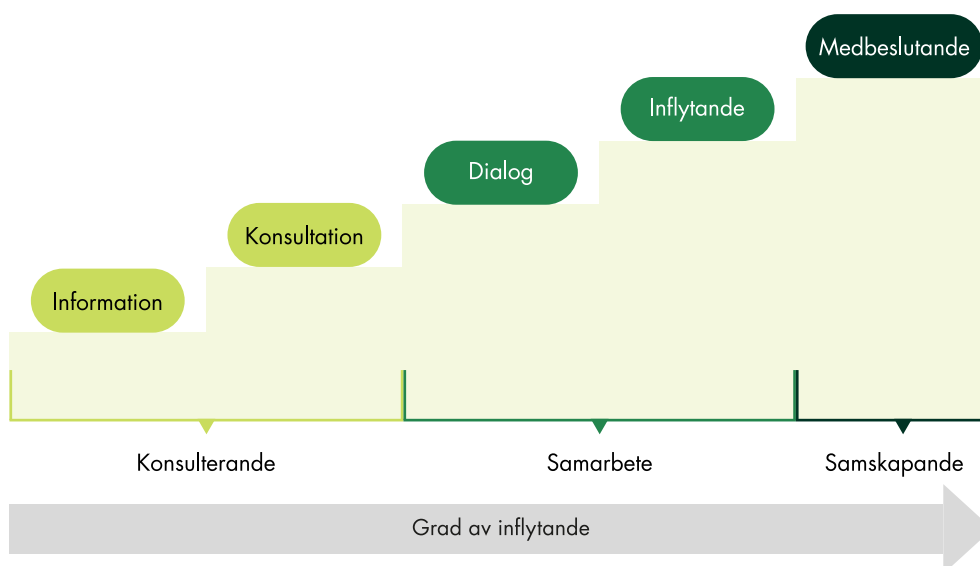 Medbeslutande
Inflytande
Dialog
Konsultation
Information
Konsulterande
Samarbete
Samskapande
Grad av inflytande